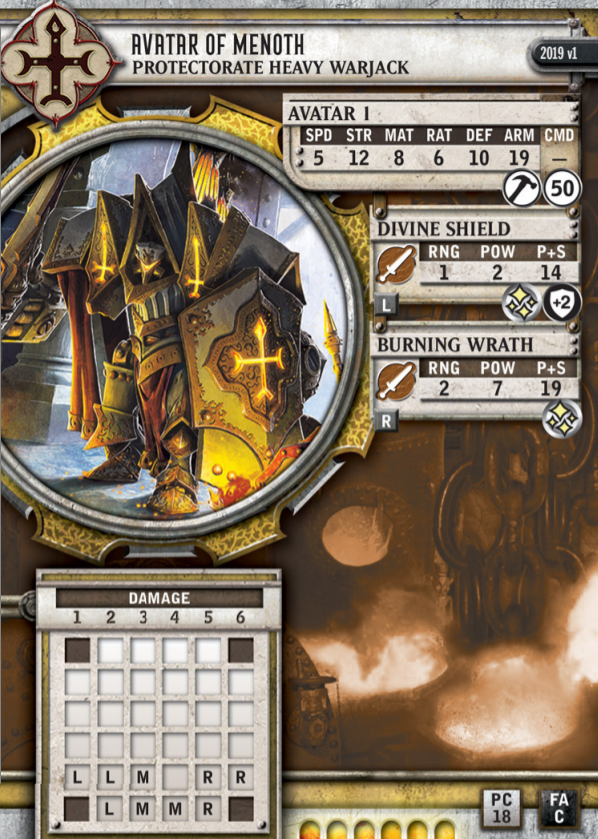 AVATAR OF MENOTH
PROTECTORATE HEAVY WARJACK
2019 v1
AVATAR 1
SPD STR MAT RAT DEF ARM CMD
5 12 8 6 10 19 —
50
DIVINE SHIELD
RNG POW P+S
1 2 14
L
+2
BURNING WRATH
RNG POW P+S
2 7 19
R
DAMAGE
1 2 3 4 5 6
L L M R R
L M M R
PC
18
FA
C